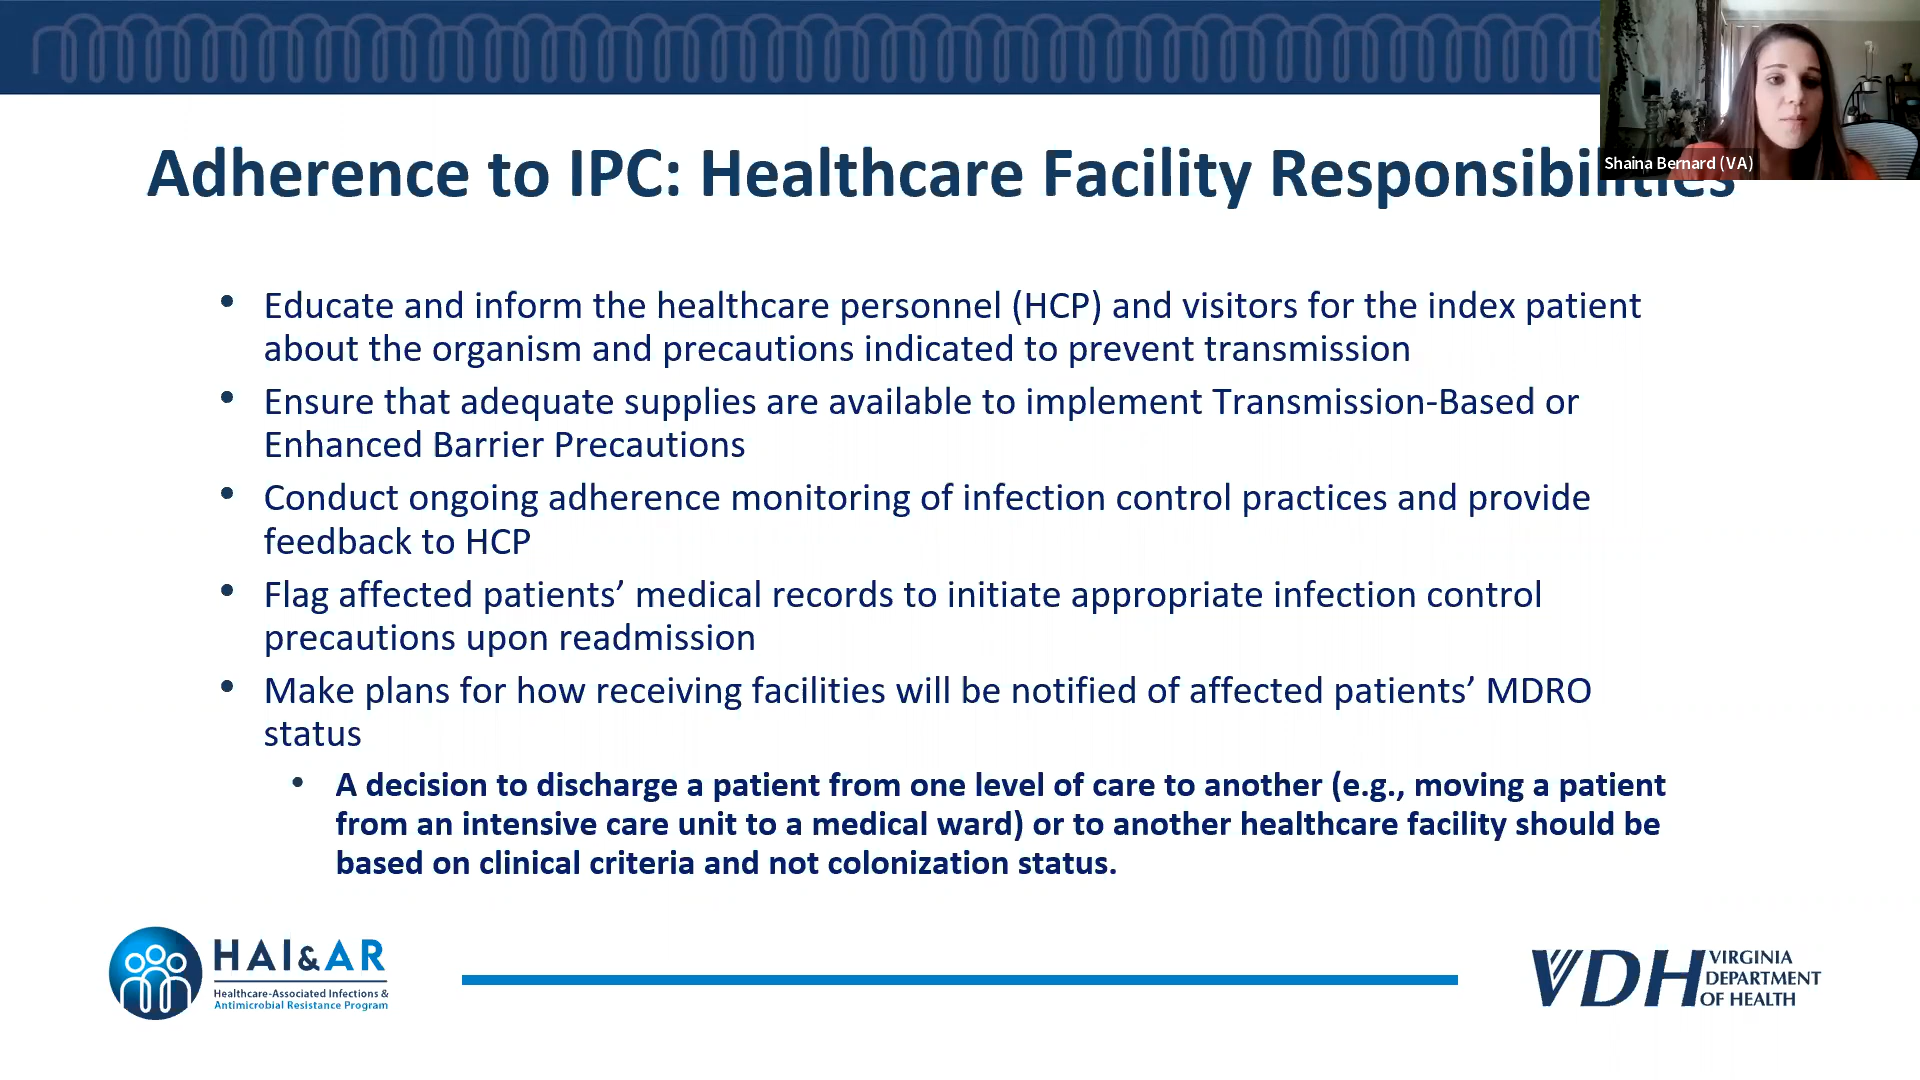 Shaina Bernard (VA)
Adherence to IPC: Healthcare Facility Responsibilities
• Educate and inform the healthcare personnel (HCP) and visitors for the index patient
about the organism and precautions indicated to prevent transmission
• Ensure that adequate supplies are available to implement Transmission-Based or
Enhanced Barrier Precautions
• Conduct ongoing adherence monitoring of infection control practices and provide
feedback to HCP
• Flag affected patients’ medical records to initiate appropriate infection control
precautions upon readmission
• Make plans for how receiving facilities will be notified of affected patients’ MDRO
status
• A decision to discharge a patient from one level of care to another (e.g., moving a patient
from an intensive care unit to a medical ward) or to another healthcare facility should be
based on clinical criteria and not colonization status.
HAI&AR
Healthcare-Associated Infections &
Antimicrobial Resistance Program
VDH VIRGINIA
DEPARTMENT
OF HEALTH